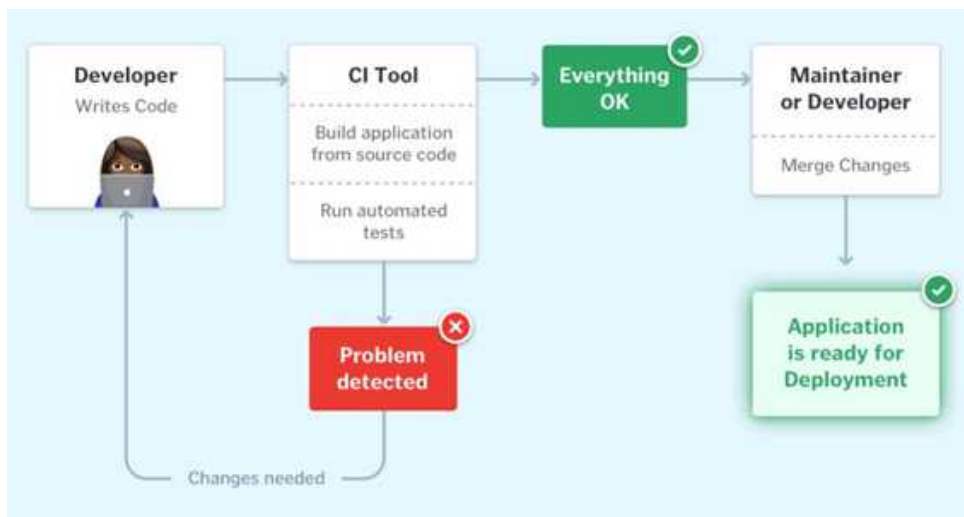 Developer
Writes Code
CI Tool
Build application
from source code
Run automated
tests
Everything
OK
Maintainer
or Developer
Merge Changes
Problem
detected
Application
is ready for
Deployment
Changes needed